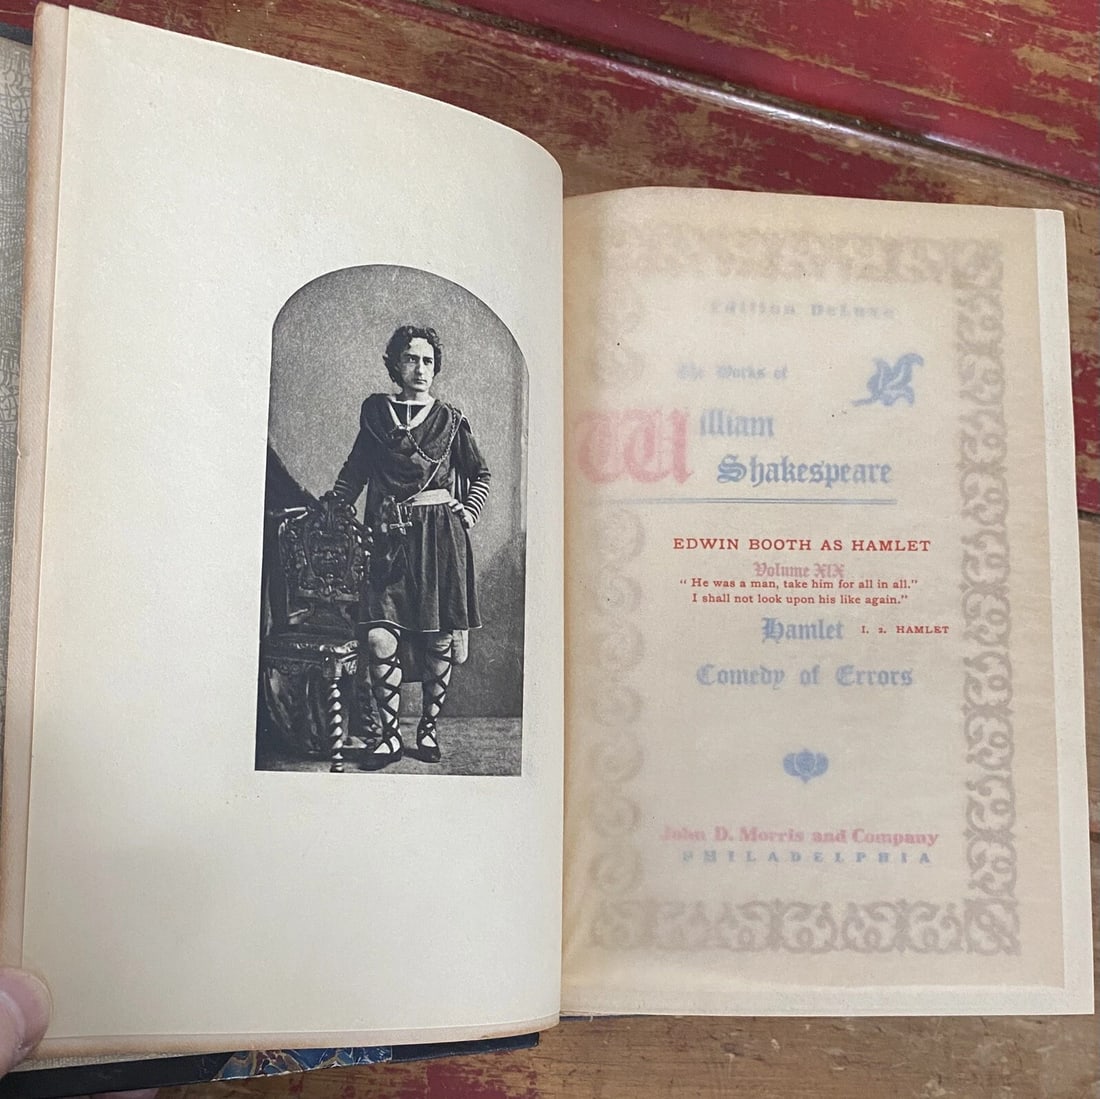 Edition DeLuxe
The Works of
William
Shakespeare
EDWIN BOOTH AS HAMLET
Volume XIX
“ He was a man, take him for all in all.”
I shall not look upon his like again.”
Hamlet I. 2. HAMLET
Comedy of Errors
John D. Morris and Company
PHILADELPHIA